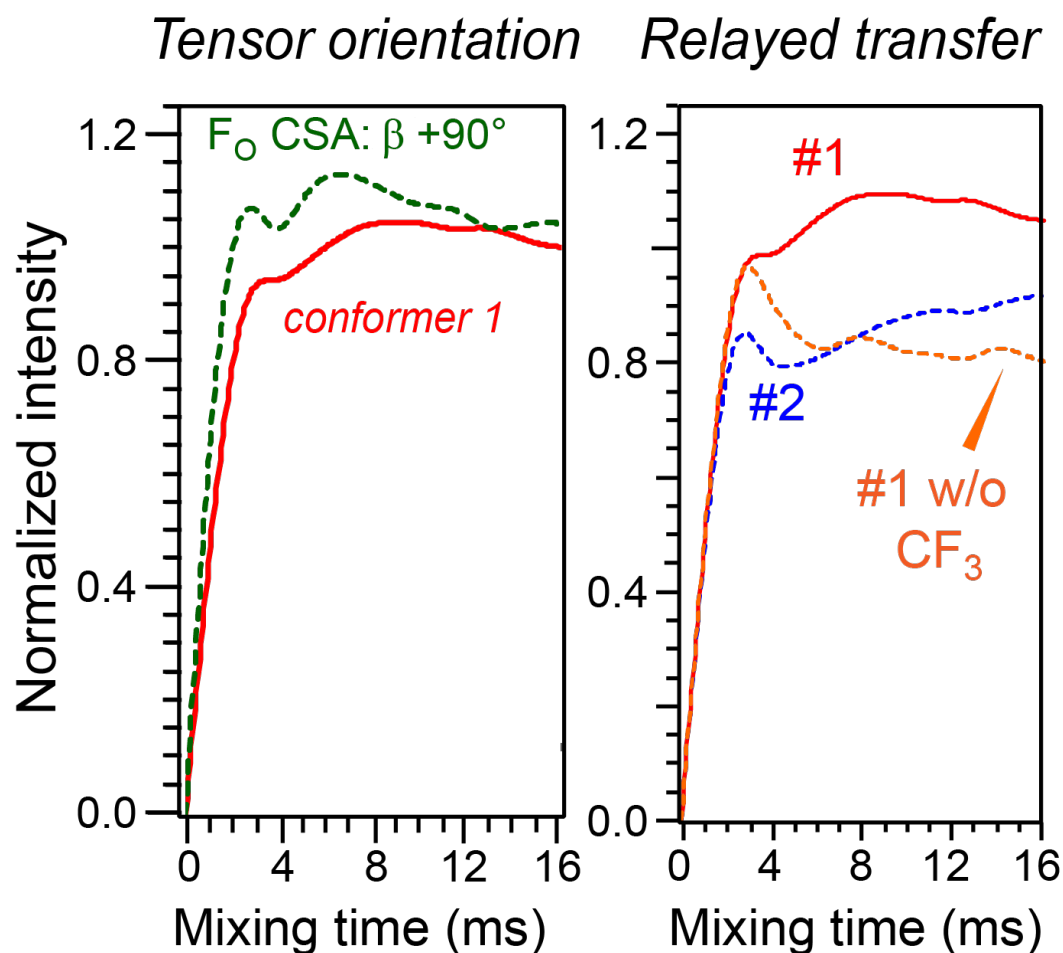 Tensor orientation
Relayed transfer
Normalized intensity
1.2
0.8
0.4
0.0
F_O CSA: β +90°
conformer 1
0 4 8 12 16
Mixing time (ms)
1.2
0.8
0.4
0.0
#1
#2
#1 w/o
CF₃
0 4 8 12 16
Mixing time (ms)